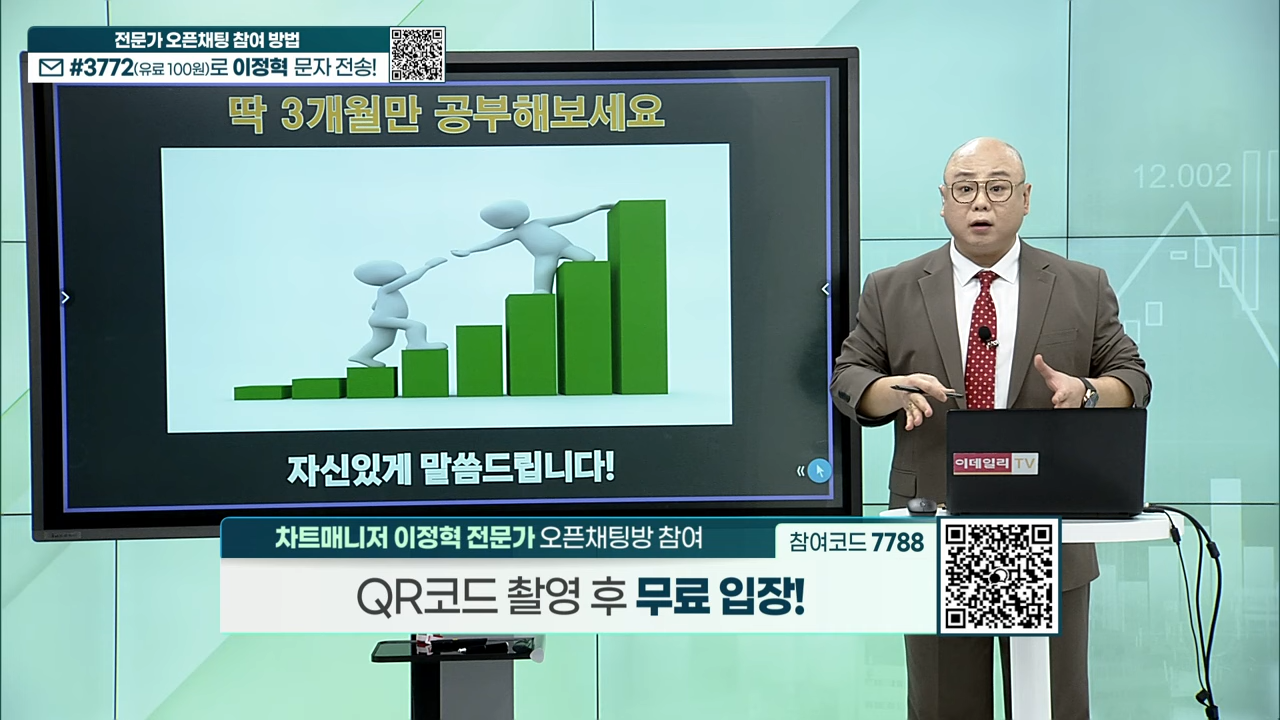 전문가 오픈채팅 참여 방법
#3772(유료 100원)로 이정혁 문자 전송!
딱 3개월만 공부해보세요
자신있게 말씀드립니다!
12.002
이데일리 TV
차트매니저 이정혁 전문가 오픈채팅방 참여
참여코드 7788
QR코드 촬영 후 무료 입장!